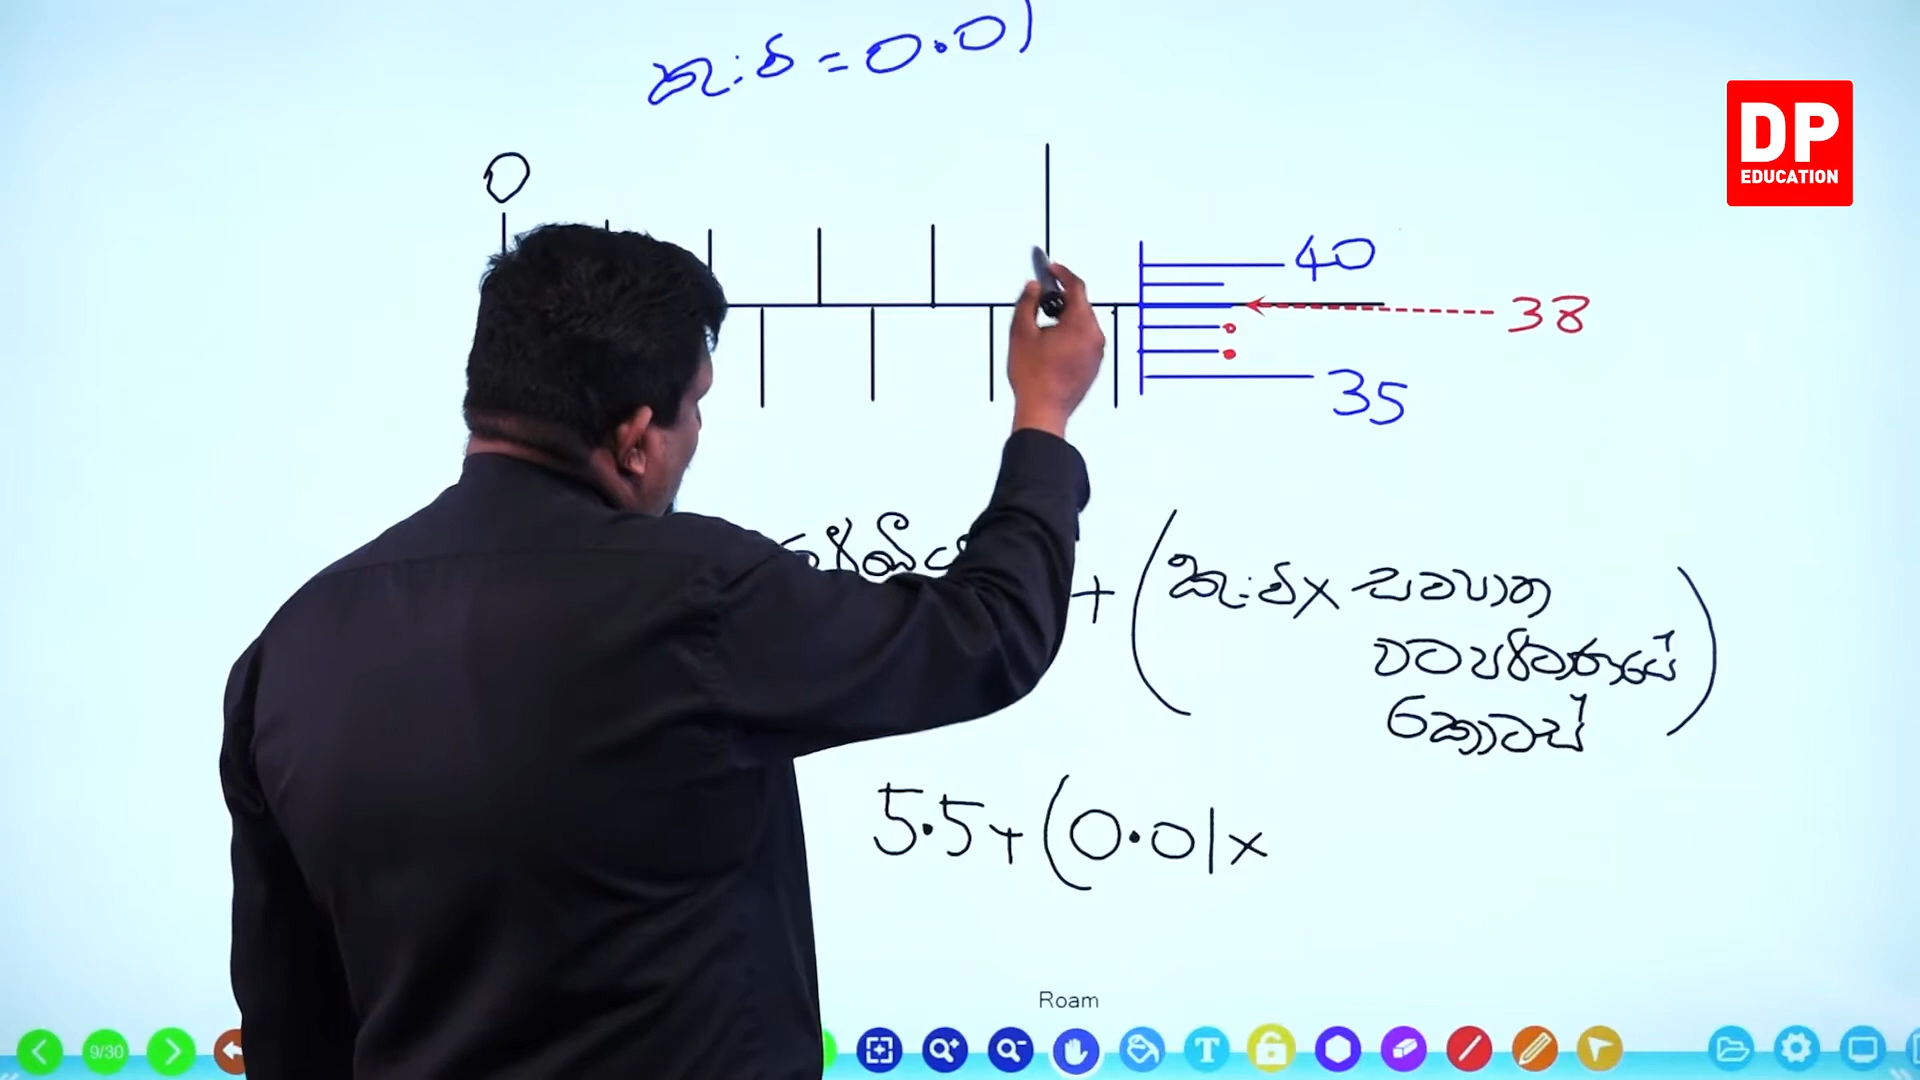 කු:මි = 0.01
DP
EDUCATION
0
40
38
35
+ ( කු:මි x සමපාත
වටපරිමාණයේ
කොටස් )
5.5 + (0.01 x
Roam
9/30
T